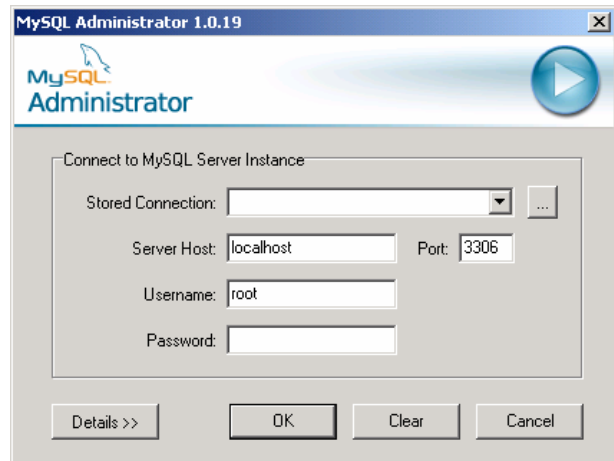 MySQL Administrator 1.0.19
MySQL
Administrator
Connect to MySQL Server Instance
Stored Connection:
...
Server Host: localhost Port: 3306
Username: root
Password:
Details >> OK Clear Cancel